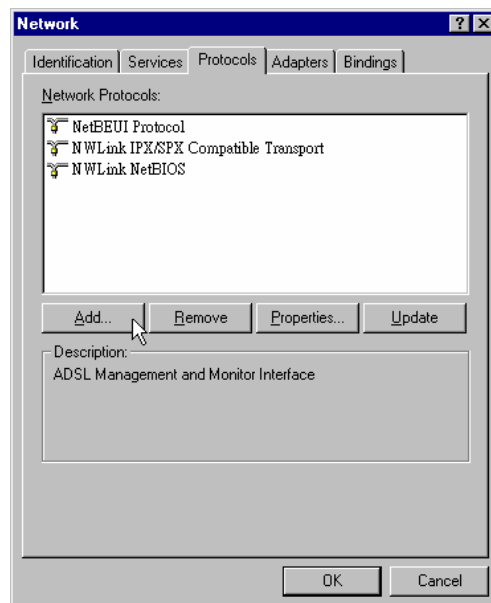 Network
Identification Services Protocols Adapters Bindings
Network Protocols:
NetBEUI Protocol
NWLink IPX/SPX Compatible Transport
NWLink NetBIOS
Add... Remove Properties... Update
Description:
ADSL Management and Monitor Interface
OK Cancel